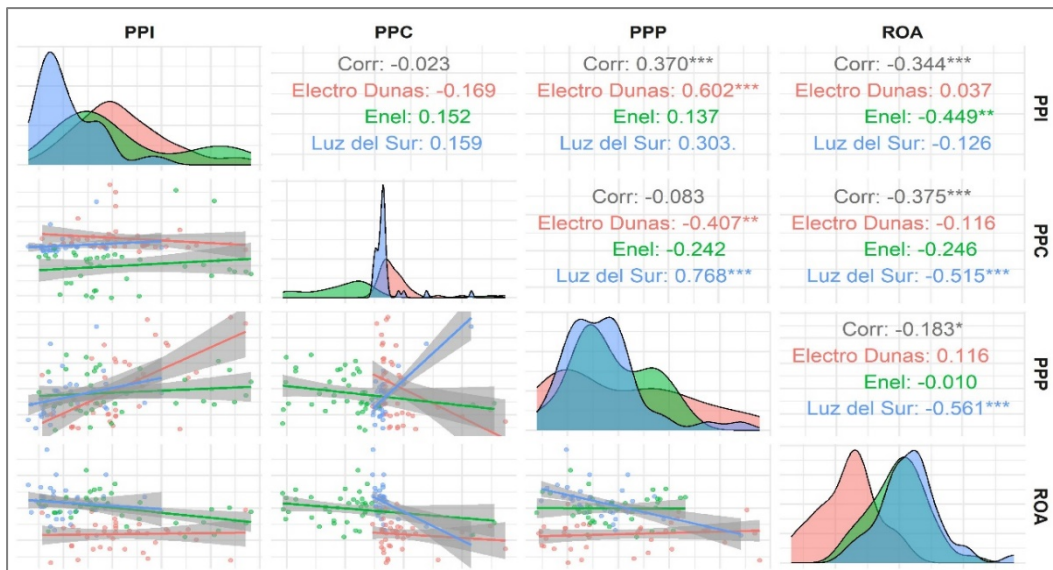 PPI PPC PPP ROA
Corr: -0.023
Electro Dunas: -0.169
Enel: 0.152
Luz del Sur: 0.159
Corr: 0.370***
Electro Dunas: 0.602***
Enel: 0.137
Luz del Sur: 0.303.
Corr: -0.344***
Electro Dunas: 0.037
Enel: -0.449**
Luz del Sur: -0.126
PPI
Corr: -0.083
Electro Dunas: -0.407**
Enel: -0.242
Luz del Sur: 0.768***
Corr: -0.375***
Electro Dunas: -0.116
Enel: -0.246
Luz del Sur: -0.515***
PPC
Corr: -0.183*
Electro Dunas: 0.116
Enel: -0.010
Luz del Sur: -0.561***
PPP
ROA